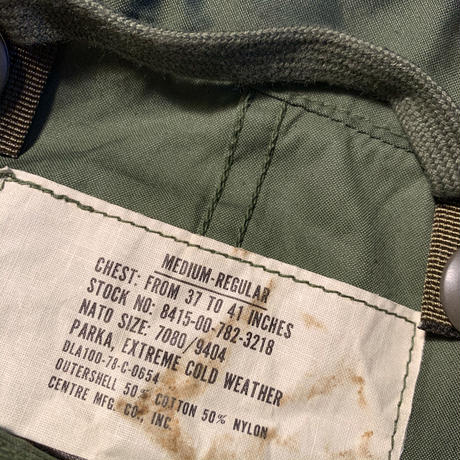 MEDIUM-REGULAR
CHEST: FROM 37 TO 41 INCHES
STOCK NO: 8415-00-782-3218
NATO SIZE: 7080/9404
PARKA, EXTREME COLD WEATHER
DLA100-78-C-0654
OUTERSHELL 50% COTTON 50% NYLON
CENTRE MFG. CO., INC.